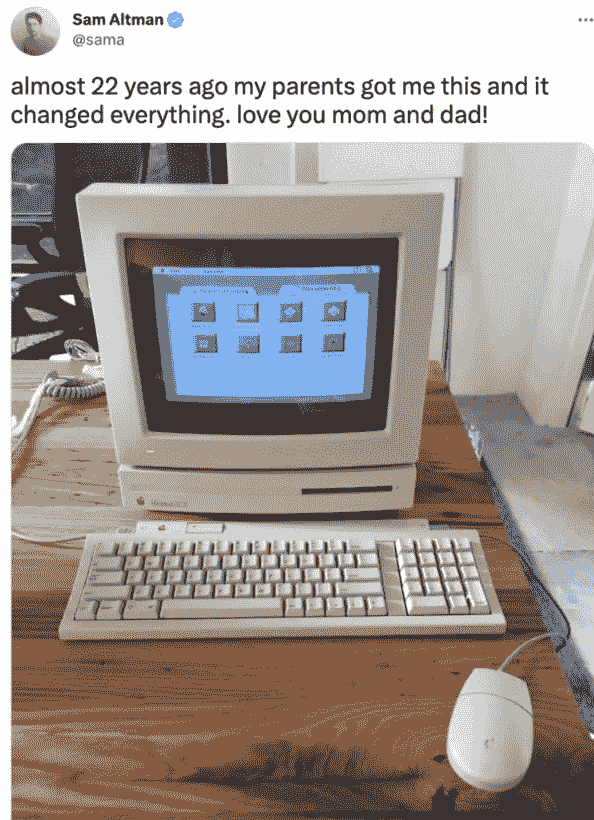 Sam Altman
@sama
almost 22 years ago my parents got me this and it
changed everything. love you mom and dad!